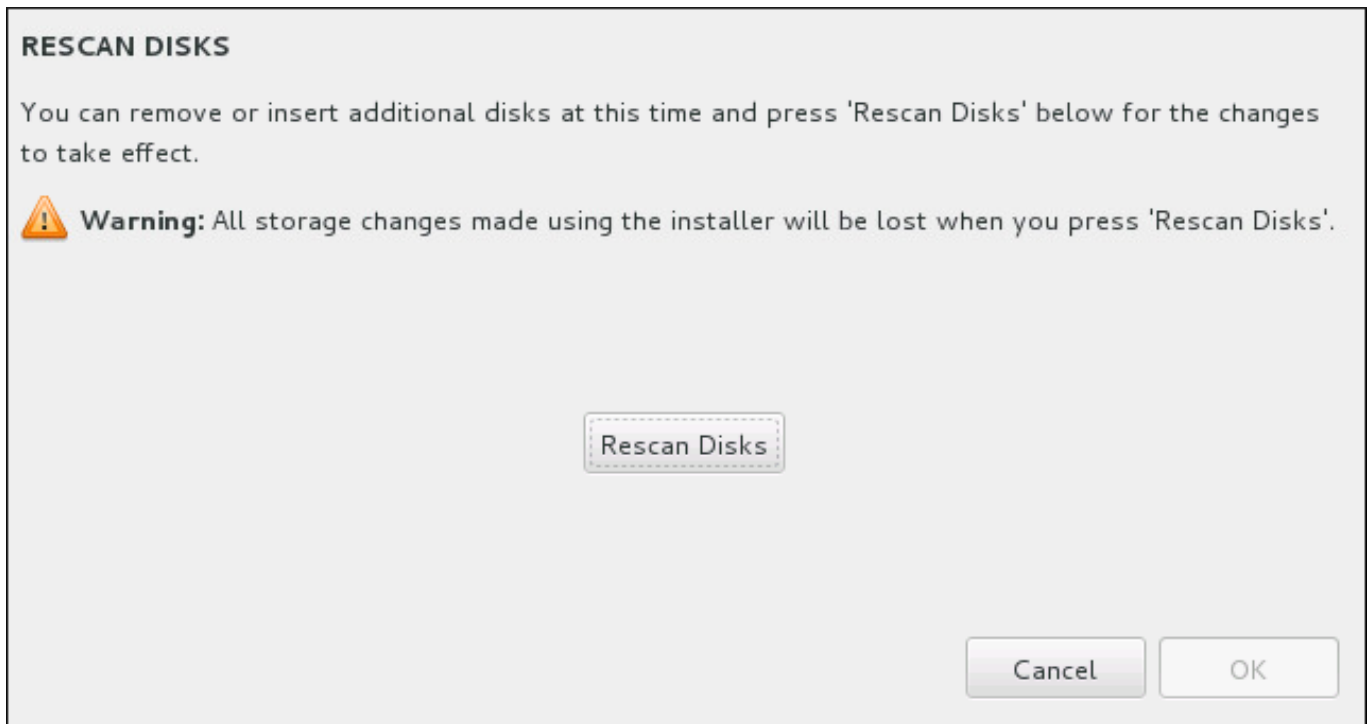 RESCAN DISKS
You can remove or insert additional disks at this time and press 'Rescan Disks' below for the changes
to take effect.
Warning: All storage changes made using the installer will be lost when you press 'Rescan Disks'.
Rescan Disks
Cancel OK